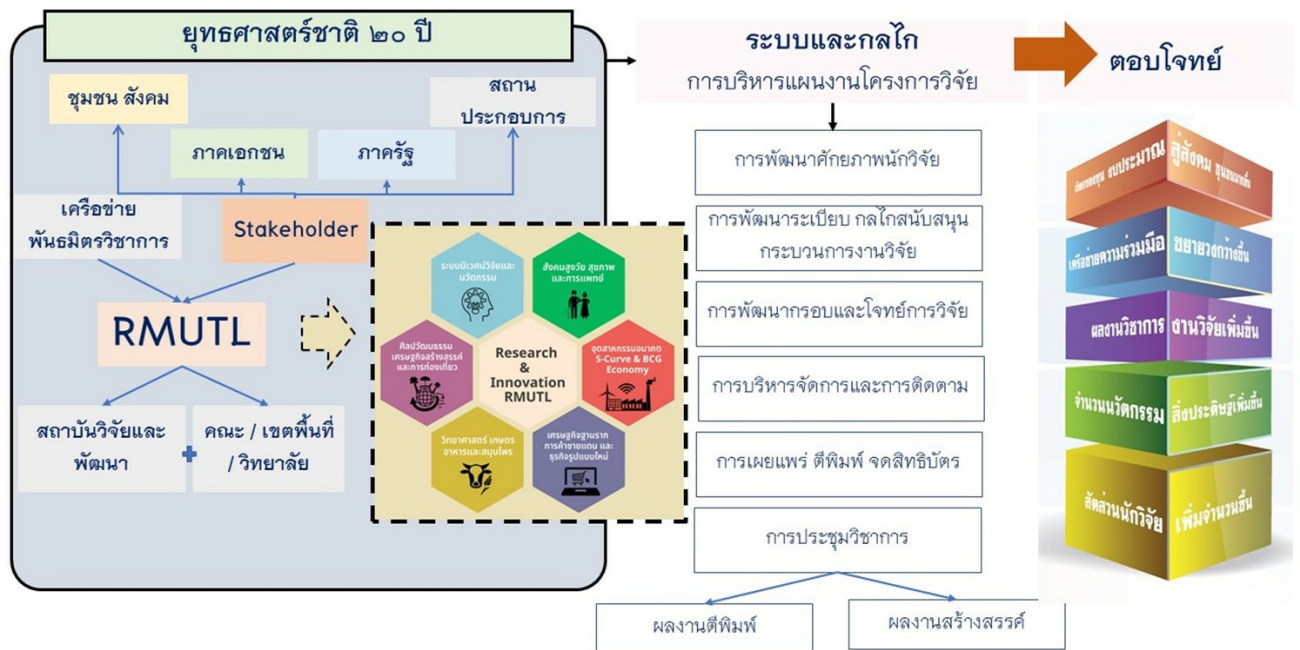 ยุทธศาสตร์ชาติ ๒๐ ปี
ชุมชน สังคม
สถาน
ประกอบการ
ภาคเอกชน
ภาครัฐ
เครือข่าย
พันธมิตรวิชาการ
Stakeholder
RMUTL
สถาบันวิจัยและ
พัฒนา
คณะ / เขตพื้นที่
/ วิทยาลัย
ระบบนิเวศน์วิจัยและ
นวัตกรรม
สังคมสูงวัย สุขภาพ
และการแพทย์
ศิลปวัฒนธรรม
เศรษฐกิจสร้างสรรค์
และการท่องเที่ยว
Research
&
Innovation
RMUTL
อุตสาหกรรมอนาคต
S-Curve & BCG
Economy
วิทยาศาสตร์ เกษตร
อาหารและสมุนไพร
เศรษฐกิจฐานราก
การค้าชายแดน และ
ธุรกิจรูปแบบใหม่
ระบบและกลไก
การบริหารแผนงานโครงการวิจัย
การพัฒนาศักยภาพนักวิจัย
การพัฒนาระเบียบ กลไกสนับสนุน
กระบวนการงานวิจัย
การพัฒนากรอบและโจทย์การวิจัย
การบริหารจัดการและการติดตาม
การเผยแพร่ ตีพิมพ์ จดสิทธิบัตร
การประชุมวิชาการ
ผลงานตีพิมพ์
ผลงานสร้างสรรค์
ตอบโจทย์
งบประมาณ สู่สังคม
เครือข่ายความร่วมมือ ขยายวงกว้างขึ้น
ผลงานวิชาการ งานวิจัยเพิ่มขึ้น
จำนวนนวัตกรรม สิ่งประดิษฐ์เพิ่มขึ้น
สัดส่วนนักวิจัย เพิ่มจำนวนขึ้น